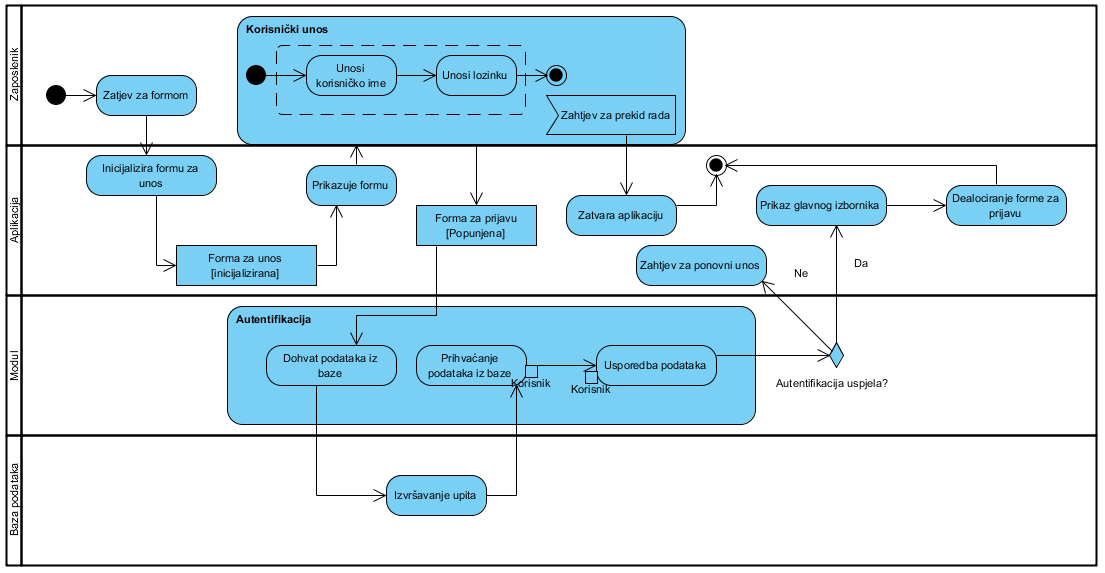 Zaposlenik
Korisnički unos
Unosi
korisničko ime
Unosi lozinku
Zatjev za formom
Zahtjev za prekid rada
Aplikacija
Inicijalizira formu za
unos
Prikazuje formu
Forma za prijavu
[Popunjena]
Zatvara aplikaciju
Prikaz glavnog izbornika
Dealociranje forme za
prijavu
Forma za unos
[inicijalizirana]
Zahtjev za ponovni unos
Ne
Da
Modul
Autentifikacija
Dohvat podataka iz
baze
Prihvaćanje
podataka iz baze
Korisnik
Usporedba podataka
Korisnik
Autentifikacija uspjela?
Baza podataka
Izvršavanje upita